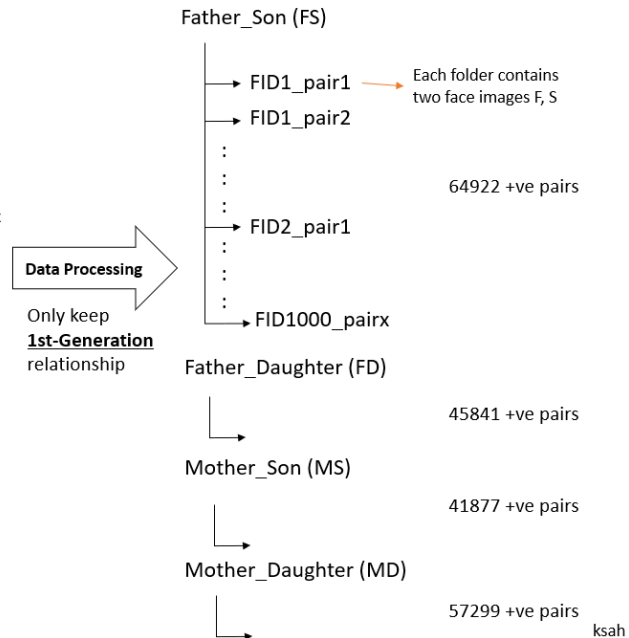 Father_Son (FS)
FID1_pair1
Each folder contains
two face images F, S
FID1_pair2
:
:
:
64922 +ve pairs
FID2_pair1
:
:
:
Data Processing
Only keep
1st-Generation
relationship
FID1000_pairx
Father_Daughter (FD)
45841 +ve pairs
Mother_Son (MS)
41877 +ve pairs
Mother_Daughter (MD)
57299 +ve pairs
ksah